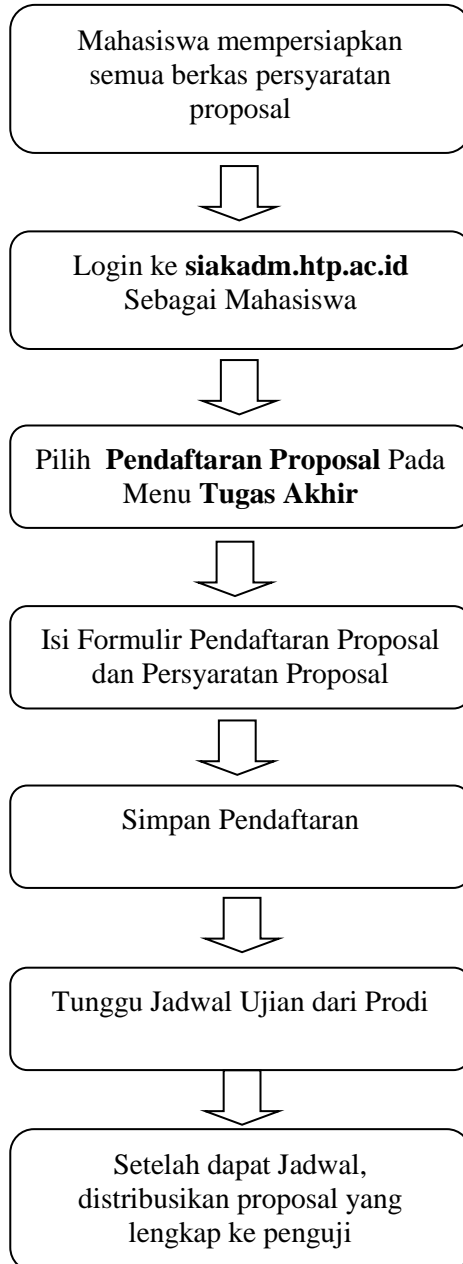 Mahasiswa mempersiapkan
semua berkas persyaratan
proposal
Login ke siakadm.htp.ac.id
Sebagai Mahasiswa
Pilih Pendaftaran Proposal Pada
Menu Tugas Akhir
Isi Formulir Pendaftaran Proposal
dan Persyaratan Proposal
Simpan Pendaftaran
Tunggu Jadwal Ujian dari Prodi
Setelah dapat Jadwal,
distribusikan proposal yang
lengkap ke penguji